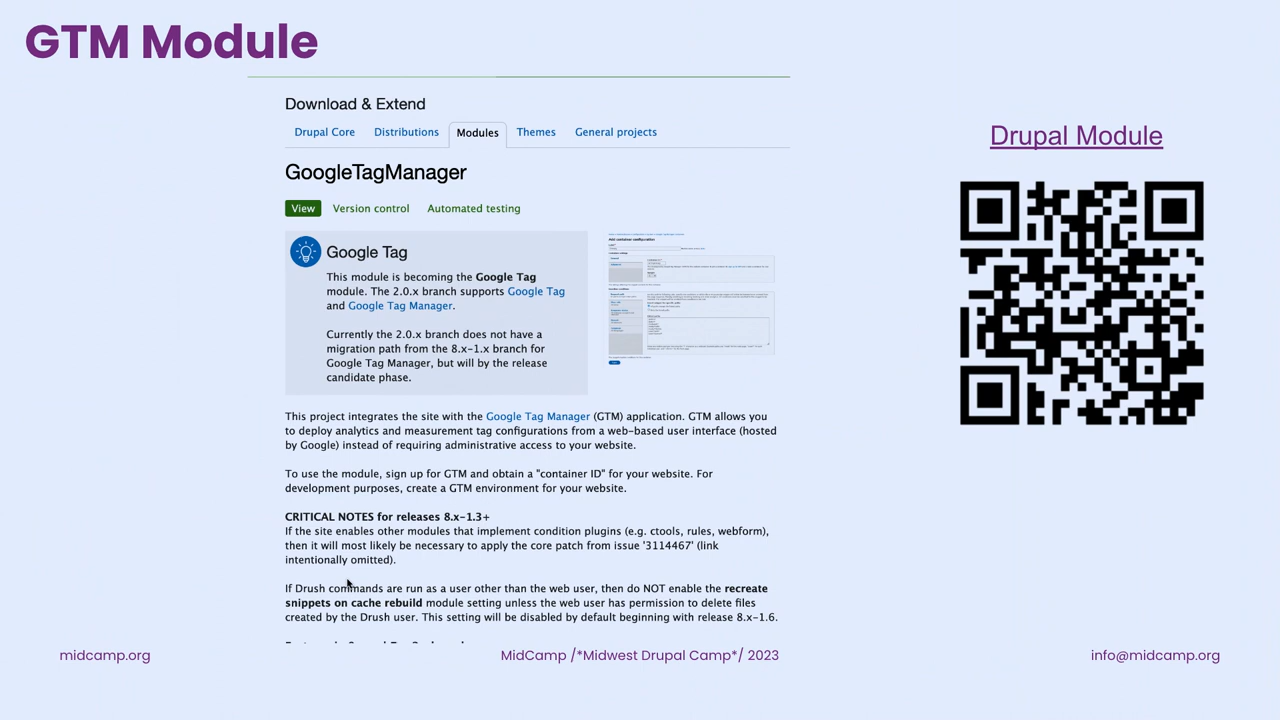 GTM Module
Download & Extend
Drupal Core Distributions Modules Themes General projects
GoogleTagManager
View Version control Automated testing
Google Tag
This module is becoming the Google Tag
module. The 2.0.x branch supports Google Tag
and Google Tag Manager.
Currently the 2.0.x branch does not have a
migration path from the 8.x-1.x branch for
Google Tag Manager, but will by the release
candidate phase.
This project integrates the site with the Google Tag Manager (GTM) application. GTM allows you
to deploy analytics and measurement tag configurations from a web-based user interface (hosted
by Google) instead of requiring administrative access to your website.
To use the module, sign up for GTM and obtain a "container ID" for your website. For
development purposes, create a GTM environment for your website.
CRITICAL NOTES for releases 8.x-1.3+
If the site enables other modules that implement condition plugins (e.g. ctools, rules, webform),
then it will most likely be necessary to apply the core patch from issue '3114467' (link
intentionally omitted).
If Drush commands are run as a user other than the web user, then do NOT enable the recreate
snippets on cache rebuild module setting unless the web user has permission to delete files
created by the Drush user. This setting will be disabled by default beginning with release 8.x-1.6.
Drupal Module
midcamp.org
MidCamp /*Midwest Drupal Camp*/ 2023
info@midcamp.org